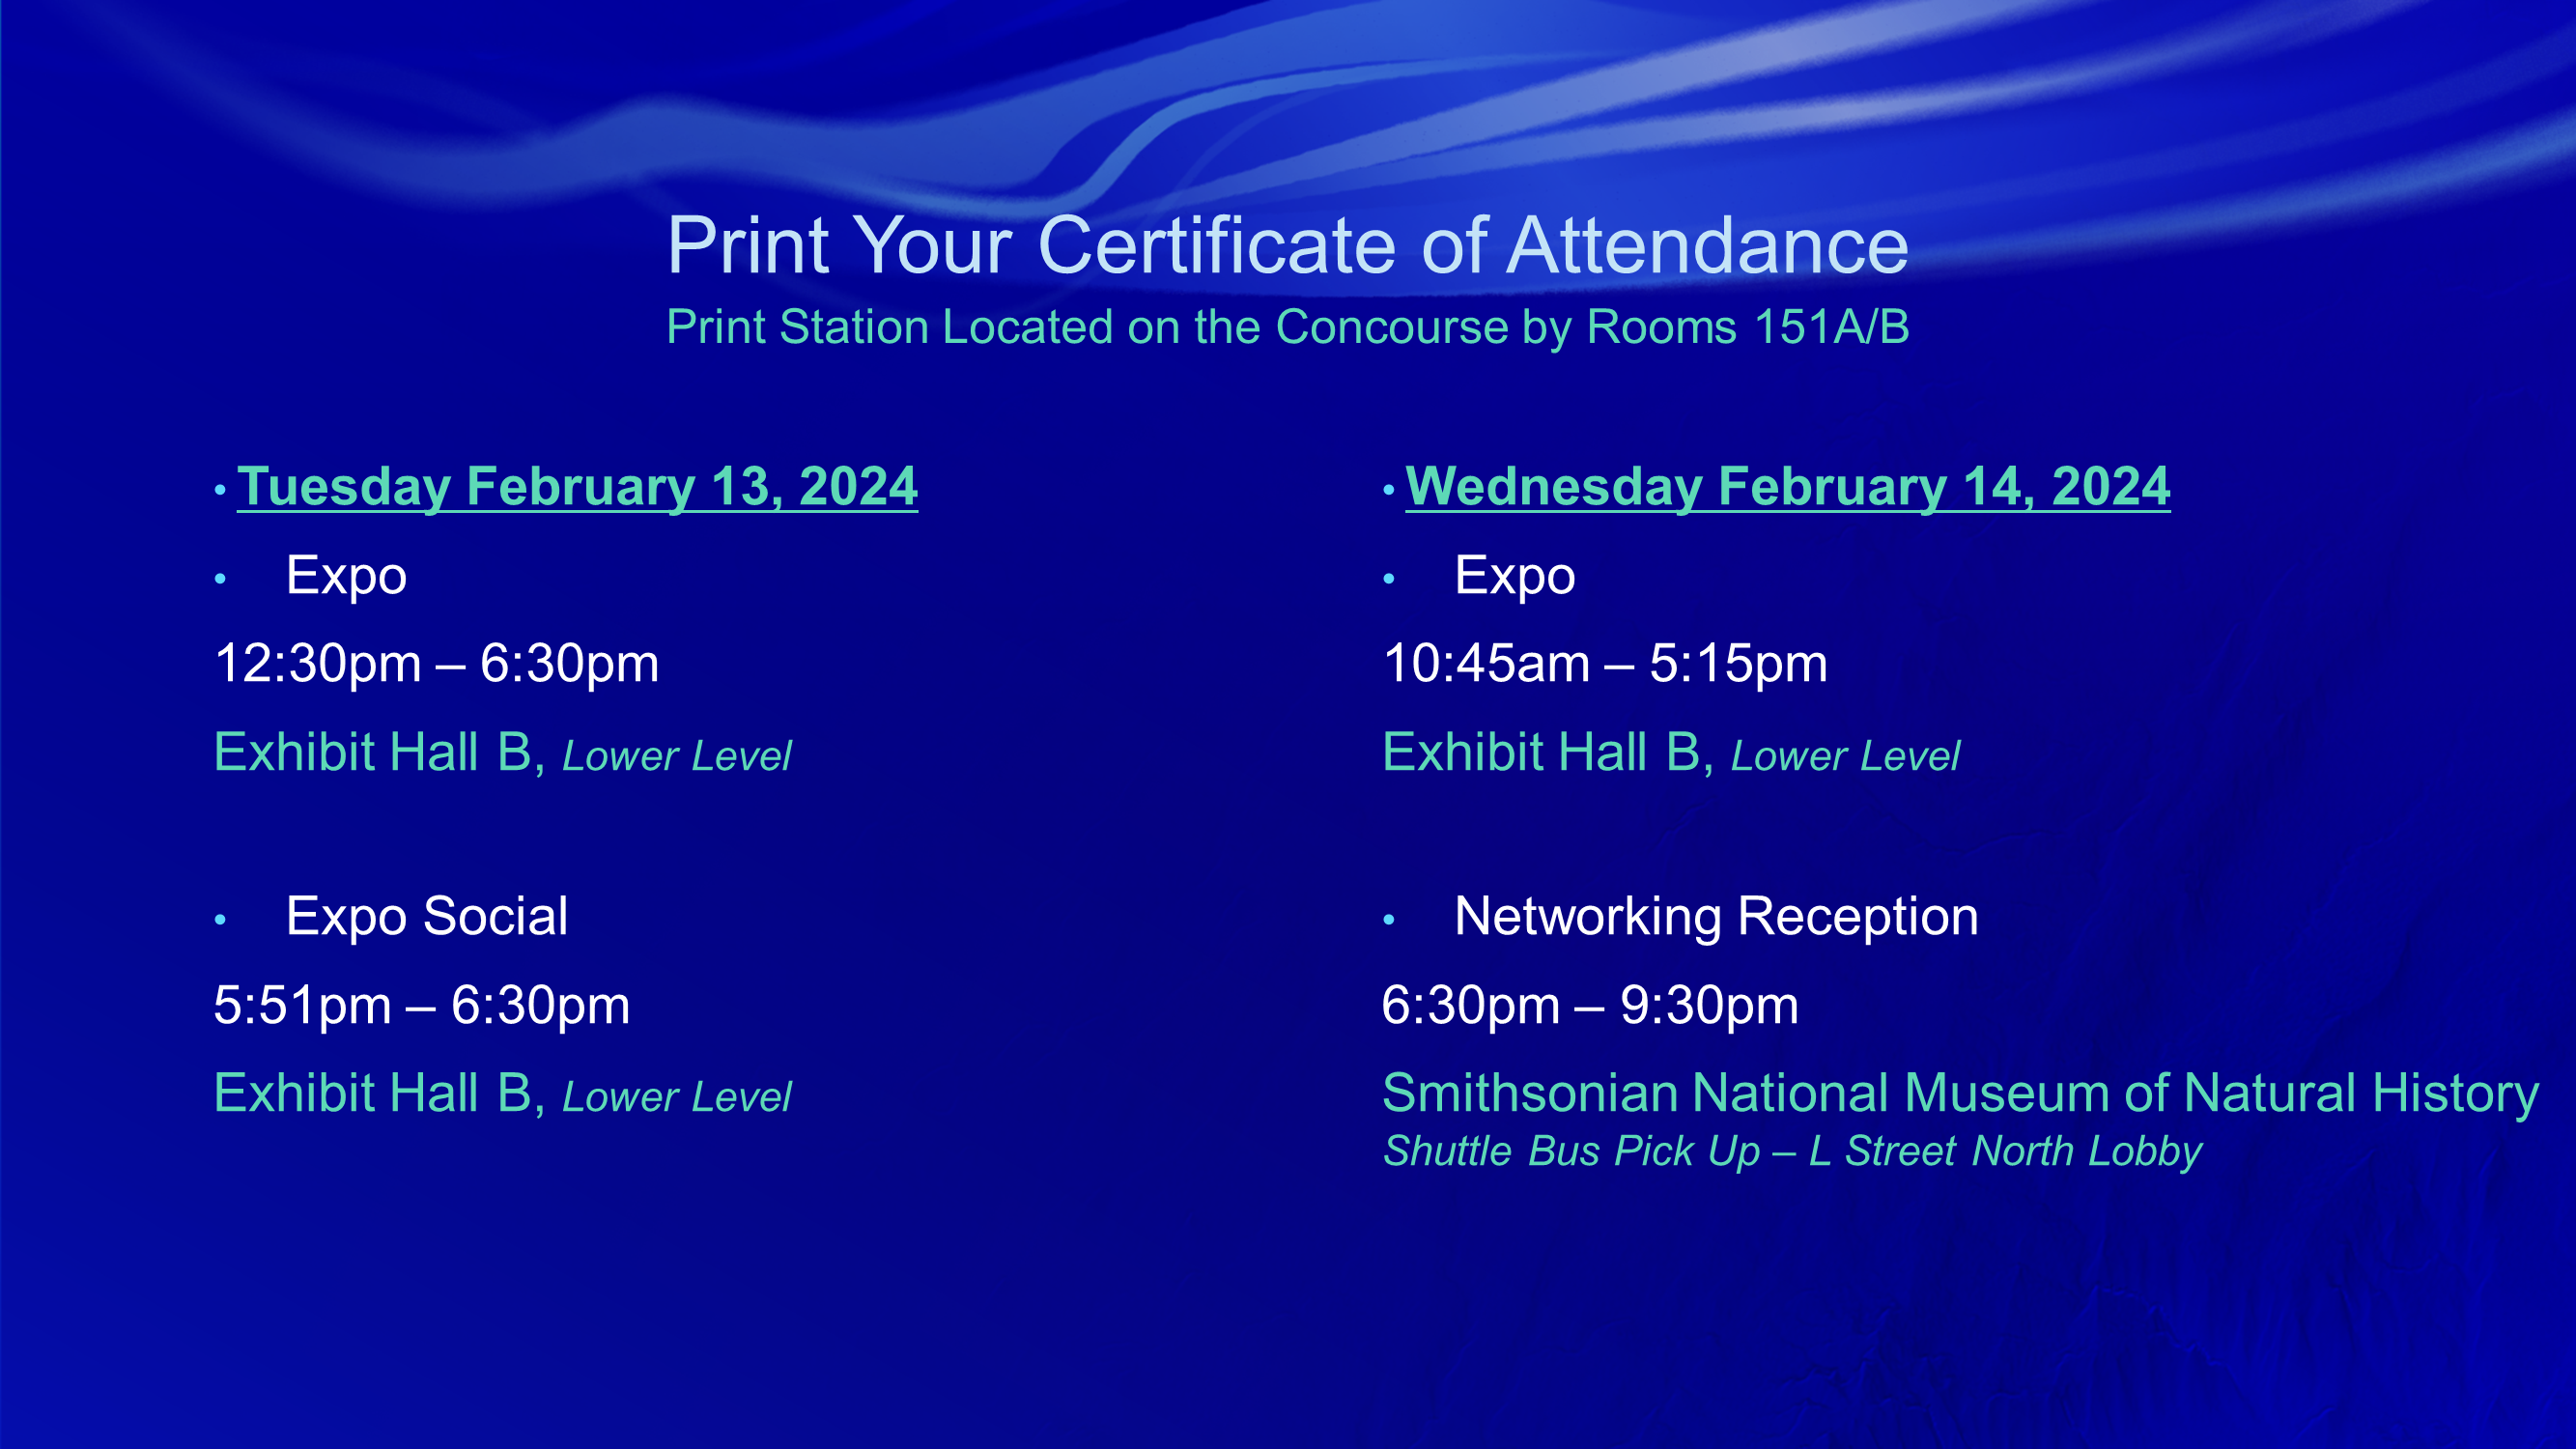 Print Your Certificate of Attendance
Print Station Located on the Concourse by Rooms 151A/B
• Tuesday February 13, 2024
• Expo
12:30pm – 6:30pm
Exhibit Hall B, Lower Level
• Expo Social
5:51pm – 6:30pm
Exhibit Hall B, Lower Level
• Wednesday February 14, 2024
• Expo
10:45am – 5:15pm
Exhibit Hall B, Lower Level
• Networking Reception
6:30pm – 9:30pm
Smithsonian National Museum of Natural History
Shuttle Bus Pick Up – L Street North Lobby